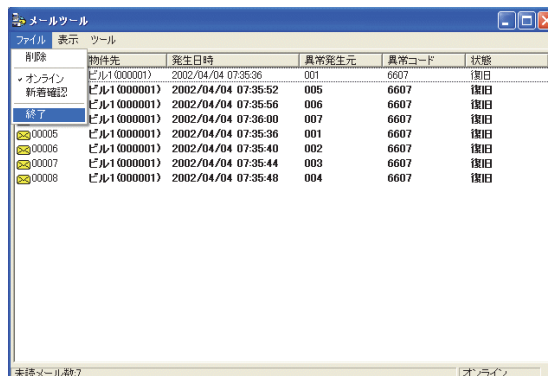 メールツール
ファイル 表示 ツール
削除
オンライン
新着確認
終了
物件先 発生日時 異常発生元 異常コード 状態
ビル1(000001) 2002/04/04 07:35:36 001 6607 復旧
ビル1(000001) 2002/04/04 07:35:52 005 6607 復旧
ビル1(000001) 2002/04/04 07:35:56 006 6607 復旧
ビル1(000001) 2002/04/04 07:36:00 007 6607 復旧
00005 ビル1(000001) 2002/04/04 07:35:36 001 6607 復旧
00006 ビル1(000001) 2002/04/04 07:35:40 002 6607 復旧
00007 ビル1(000001) 2002/04/04 07:35:44 003 6607 復旧
00008 ビル1(000001) 2002/04/04 07:35:48 004 6607 復旧
未読メール数:7 オンライン